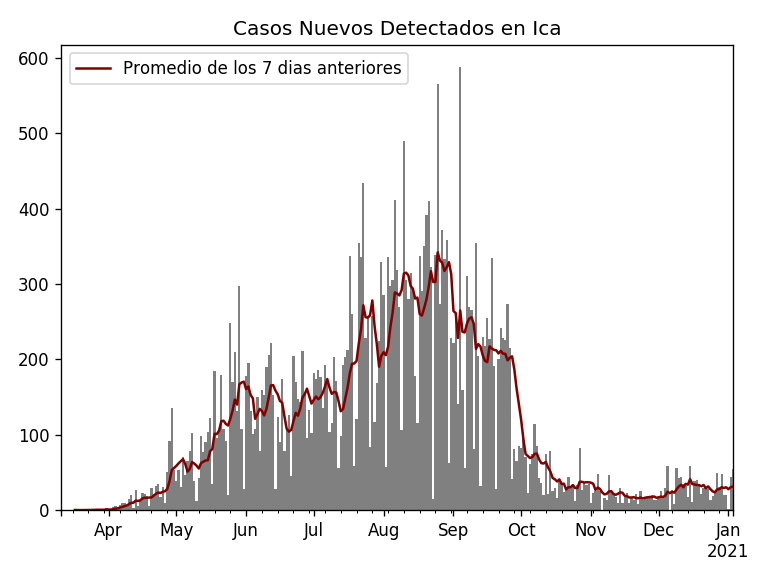 Casos Nuevos Detectados en Ica
Promedio de los 7 dias anteriores
600
500
400
300
200
100
0
Apr May Jun Jul Aug Sep Oct Nov Dec Jan
2021